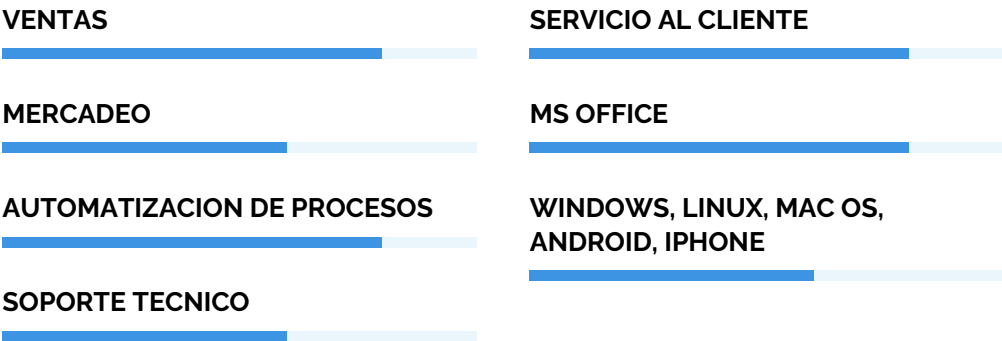 VENTAS
MERCADEO
AUTOMATIZACION DE PROCESOS
SOPORTE TECNICO
SERVICIO AL CLIENTE
MS OFFICE
WINDOWS, LINUX, MAC OS,
ANDROID, IPHONE